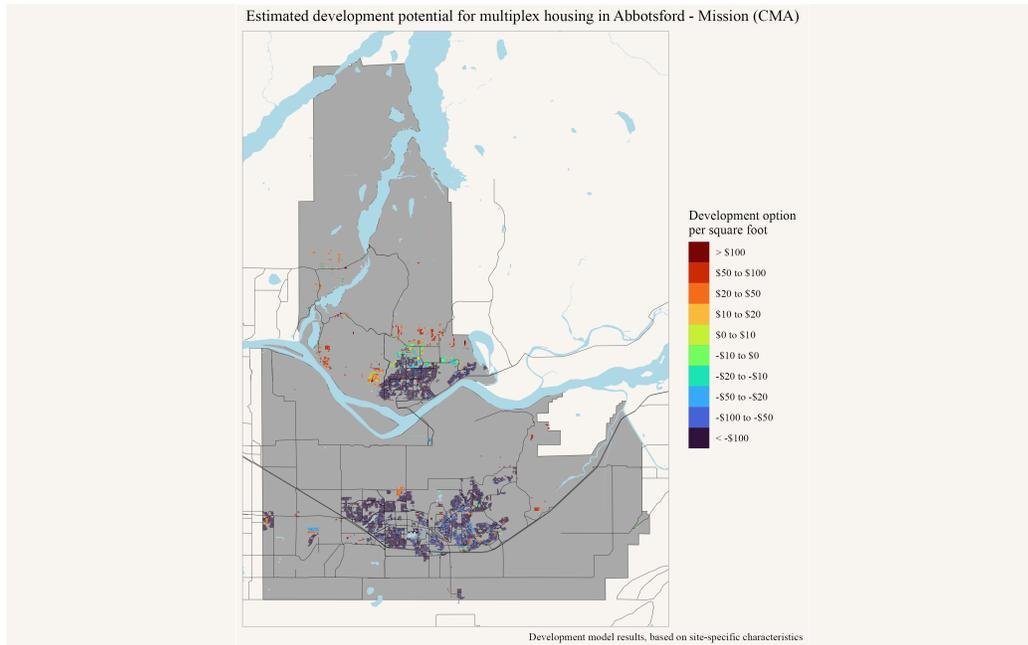 Estimated development potential for multiplex housing in Abbotsford - Mission (CMA)
Development option
per square foot
> $100
$50 to $100
$20 to $50
$10 to $20
$0 to $10
-$10 to $0
-$20 to -$10
-$50 to -$20
-$100 to -$50
< -$100
Development model results, based on site-specific characteristics